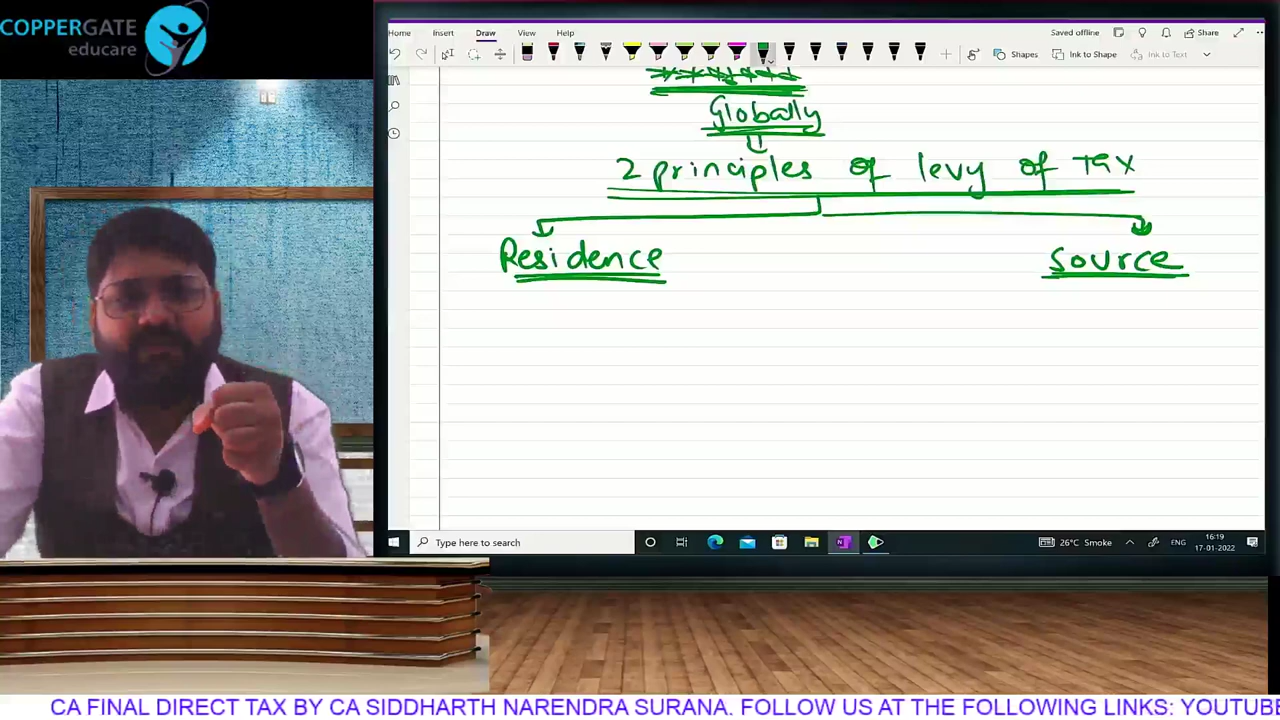 COPPERGATE
educare
Home Insert Draw View Help
Saved offline
Share
Shapes
Ink to Shape
Ink to Text
Globally
2 principles of levy of Tax
Residence
Source
Type here to search
26°C Smoke
ENG
16:19
17-01-2022
CA FINAL DIRECT TAX BY CA SIDDHARTH NARENDRA SURANA. FOLLOW US AT THE FOLLOWING LINKS: YOUTUBE